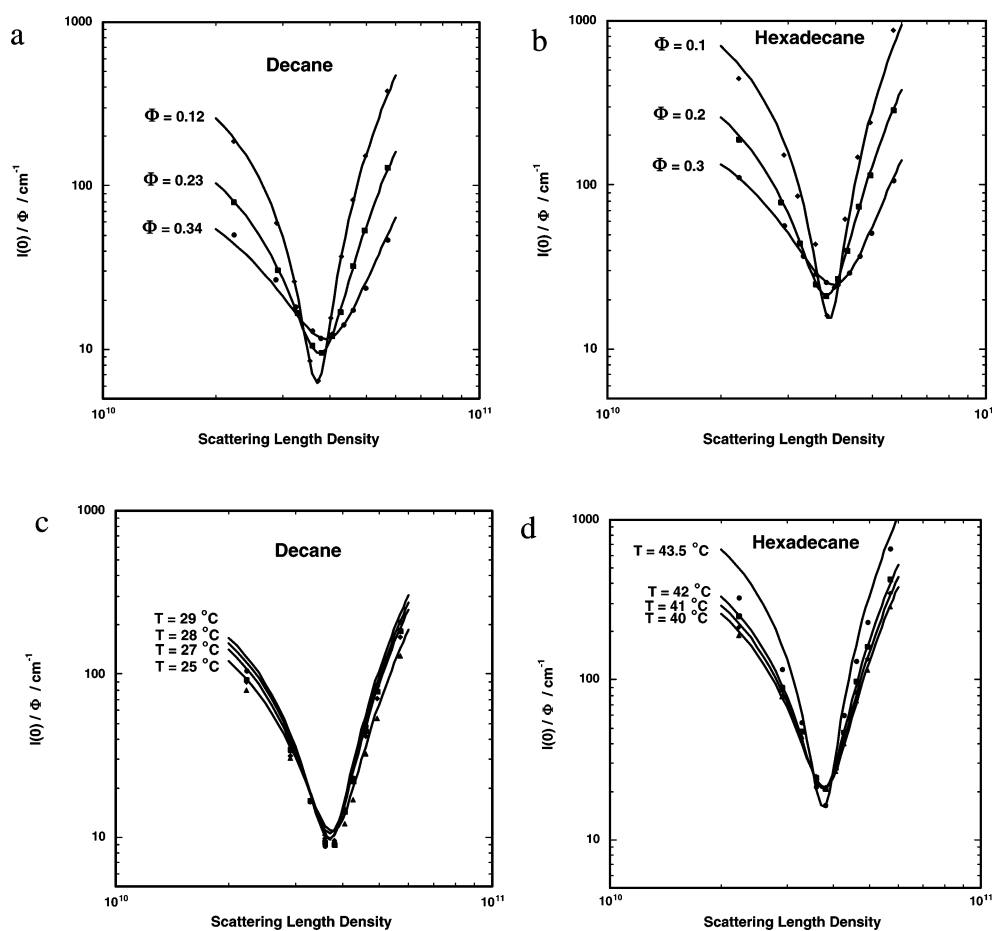 a
1000
Decane
Φ = 0.12
Φ = 0.23
Φ = 0.34
100
10
I(0) / Φ / cm⁻¹
10¹⁰
10¹¹
Scattering Length Density
b
1000
Hexadecane
Φ = 0.1
Φ = 0.2
Φ = 0.3
100
10
I(0) / Φ / cm⁻¹
10¹⁰
10¹
Scattering Length Density
c
1000
Decane
T = 29 °C
T = 28 °C
T = 27 °C
T = 25 °C
100
10
I(0) / Φ / cm⁻¹
10¹⁰
10¹¹
Scattering Length Density
d
1000
Hexadecane
T = 43.5 °C
T = 42 °C
T = 41 °C
T = 40 °C
100
10
I(0) / Φ / cm⁻¹
10¹⁰
10¹¹
Scattering Length Density